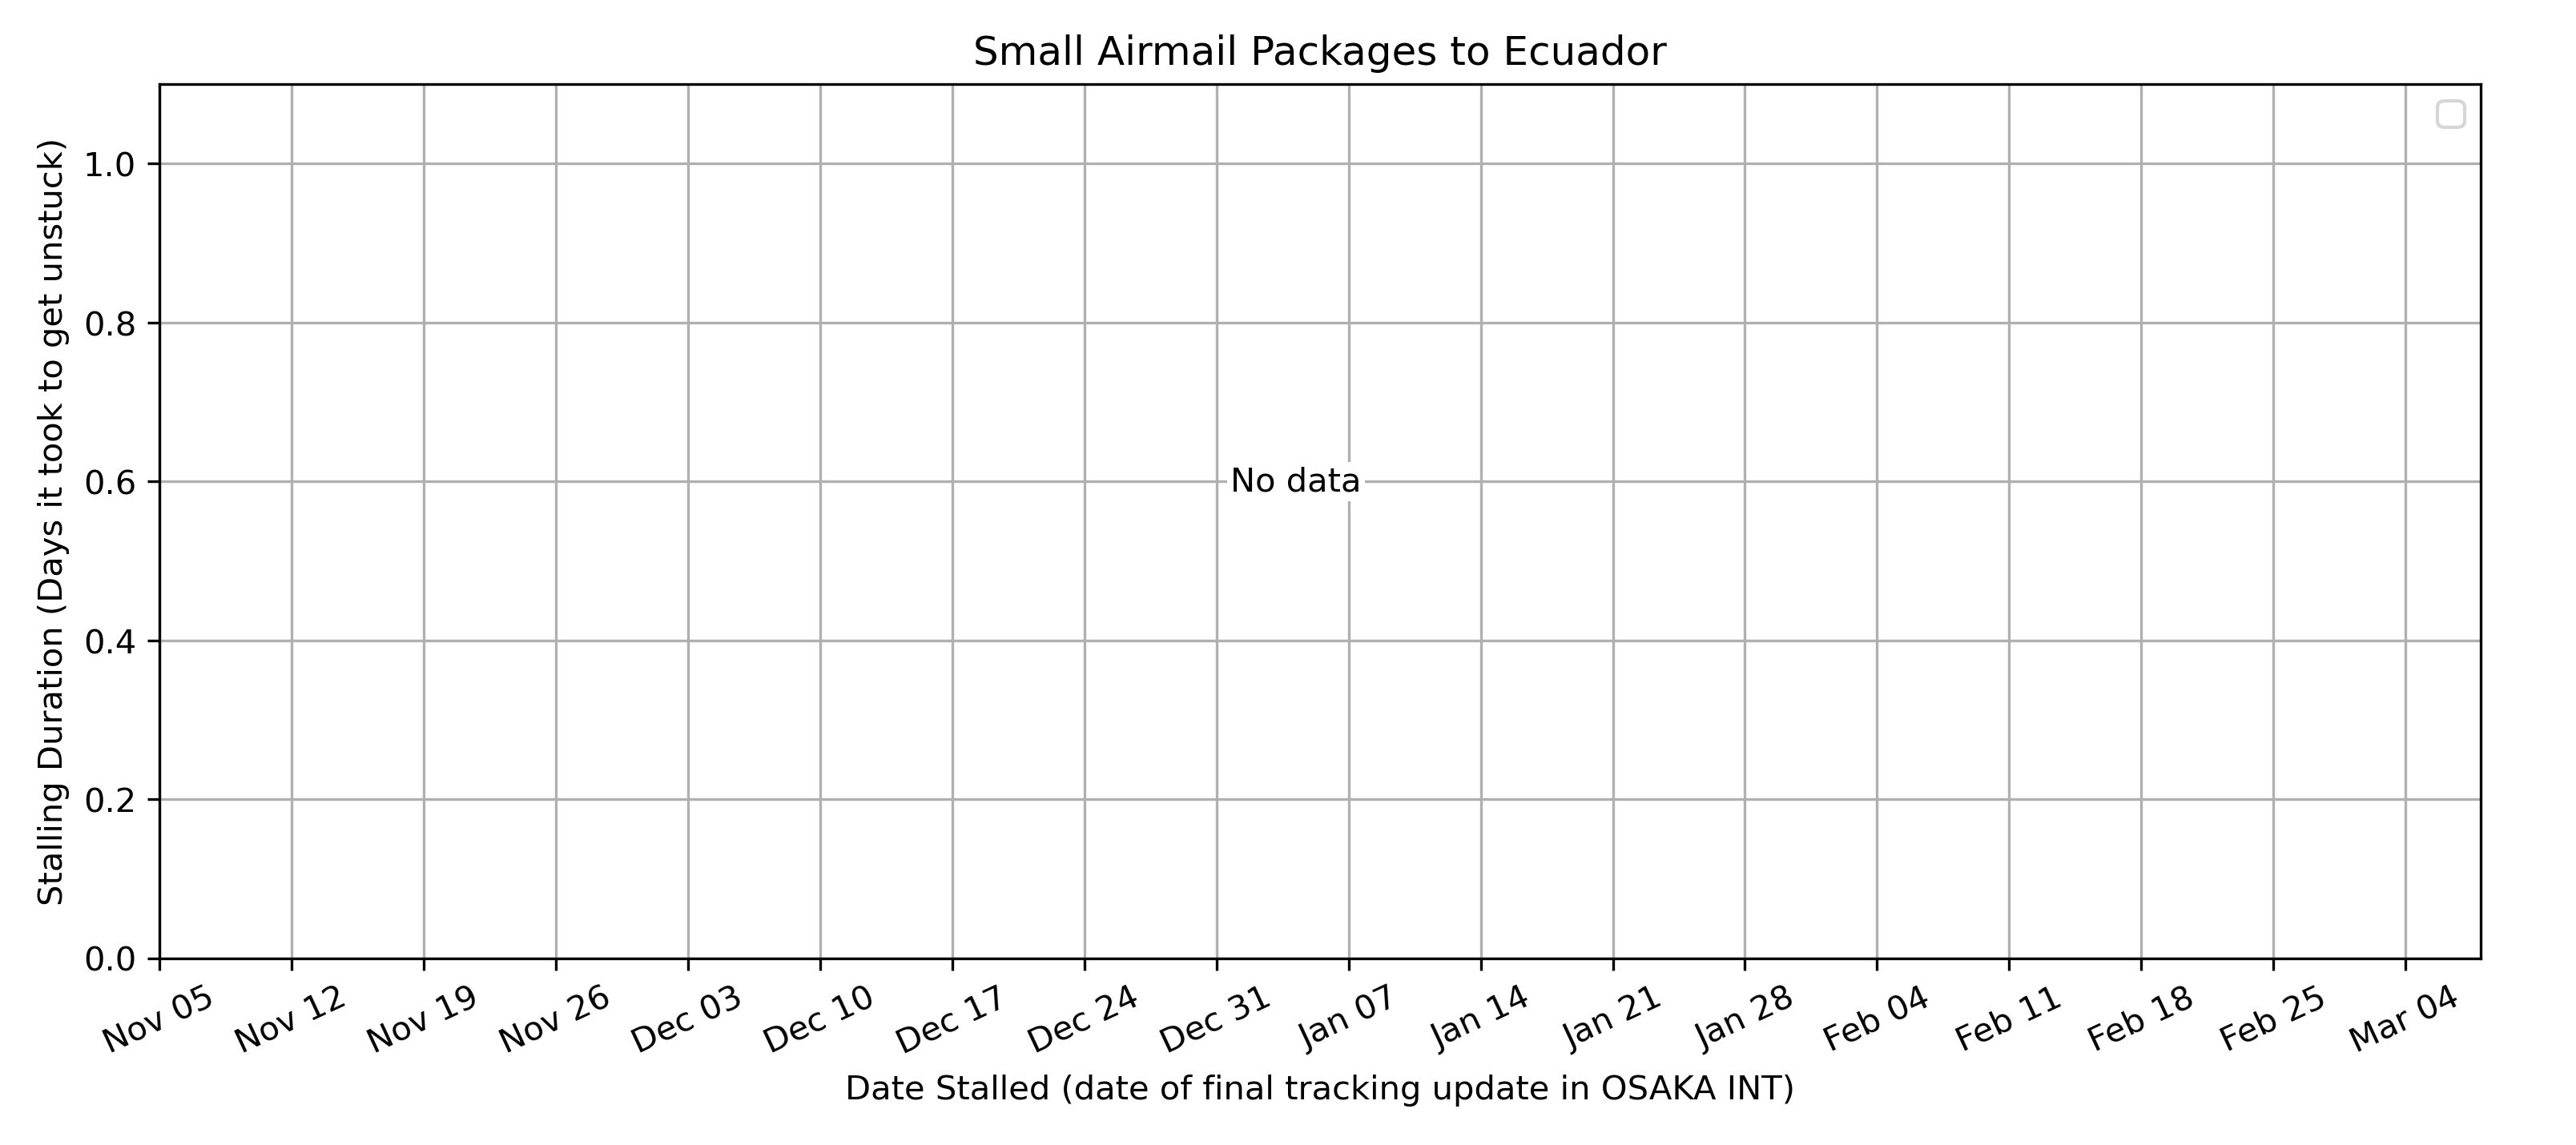 Small Airmail Packages to Ecuador
Stalling Duration (Days it took to get unstuck)
1.0
0.8
0.6
0.4
0.2
0.0
No data
Nov 05
Nov 12
Nov 19
Nov 26
Dec 03
Dec 10
Dec 17
Dec 24
Dec 31
Jan 07
Jan 14
Jan 21
Jan 28
Feb 04
Feb 11
Feb 18
Feb 25
Mar 04
Date Stalled (date of final tracking update in OSAKA INT)